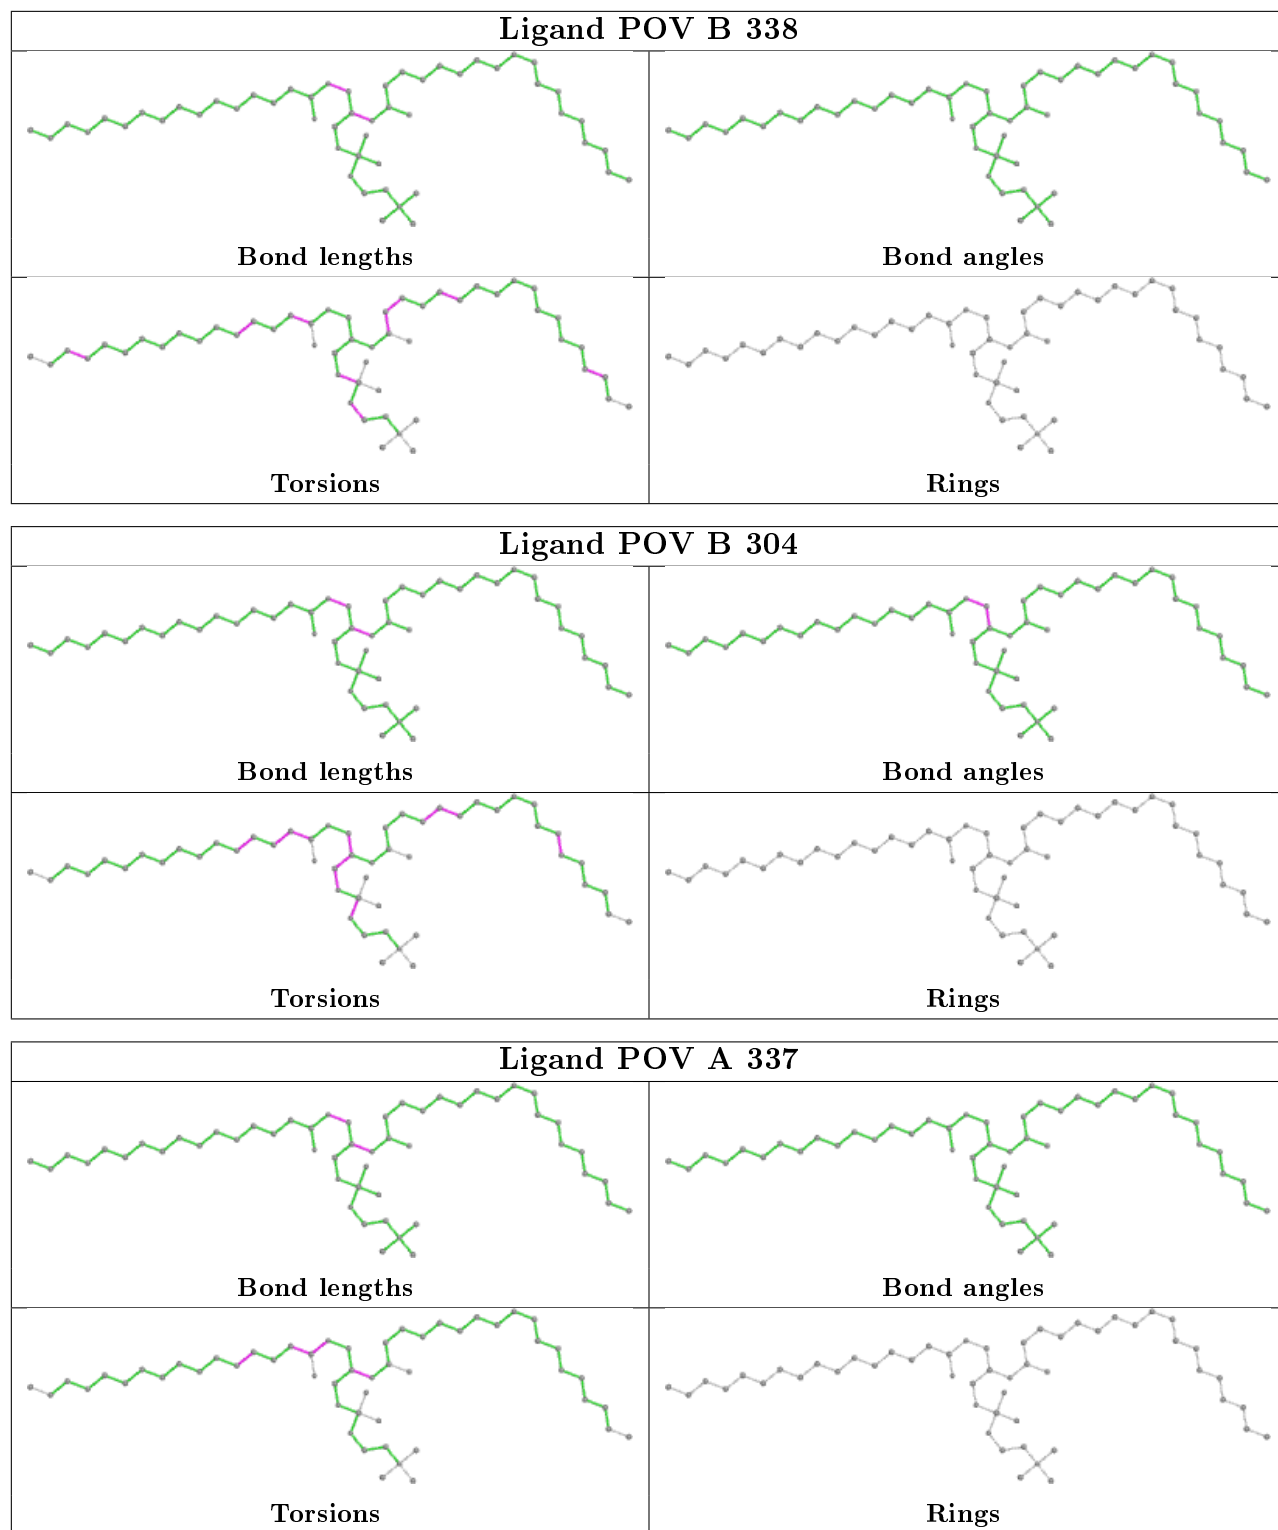 Ligand POV B 338
Bond lengths
Bond angles
Torsions
Rings
Ligand POV B 304
Bond lengths
Bond angles
Torsions
Rings
Ligand POV A 337
Bond lengths
Bond angles
Torsions
Rings